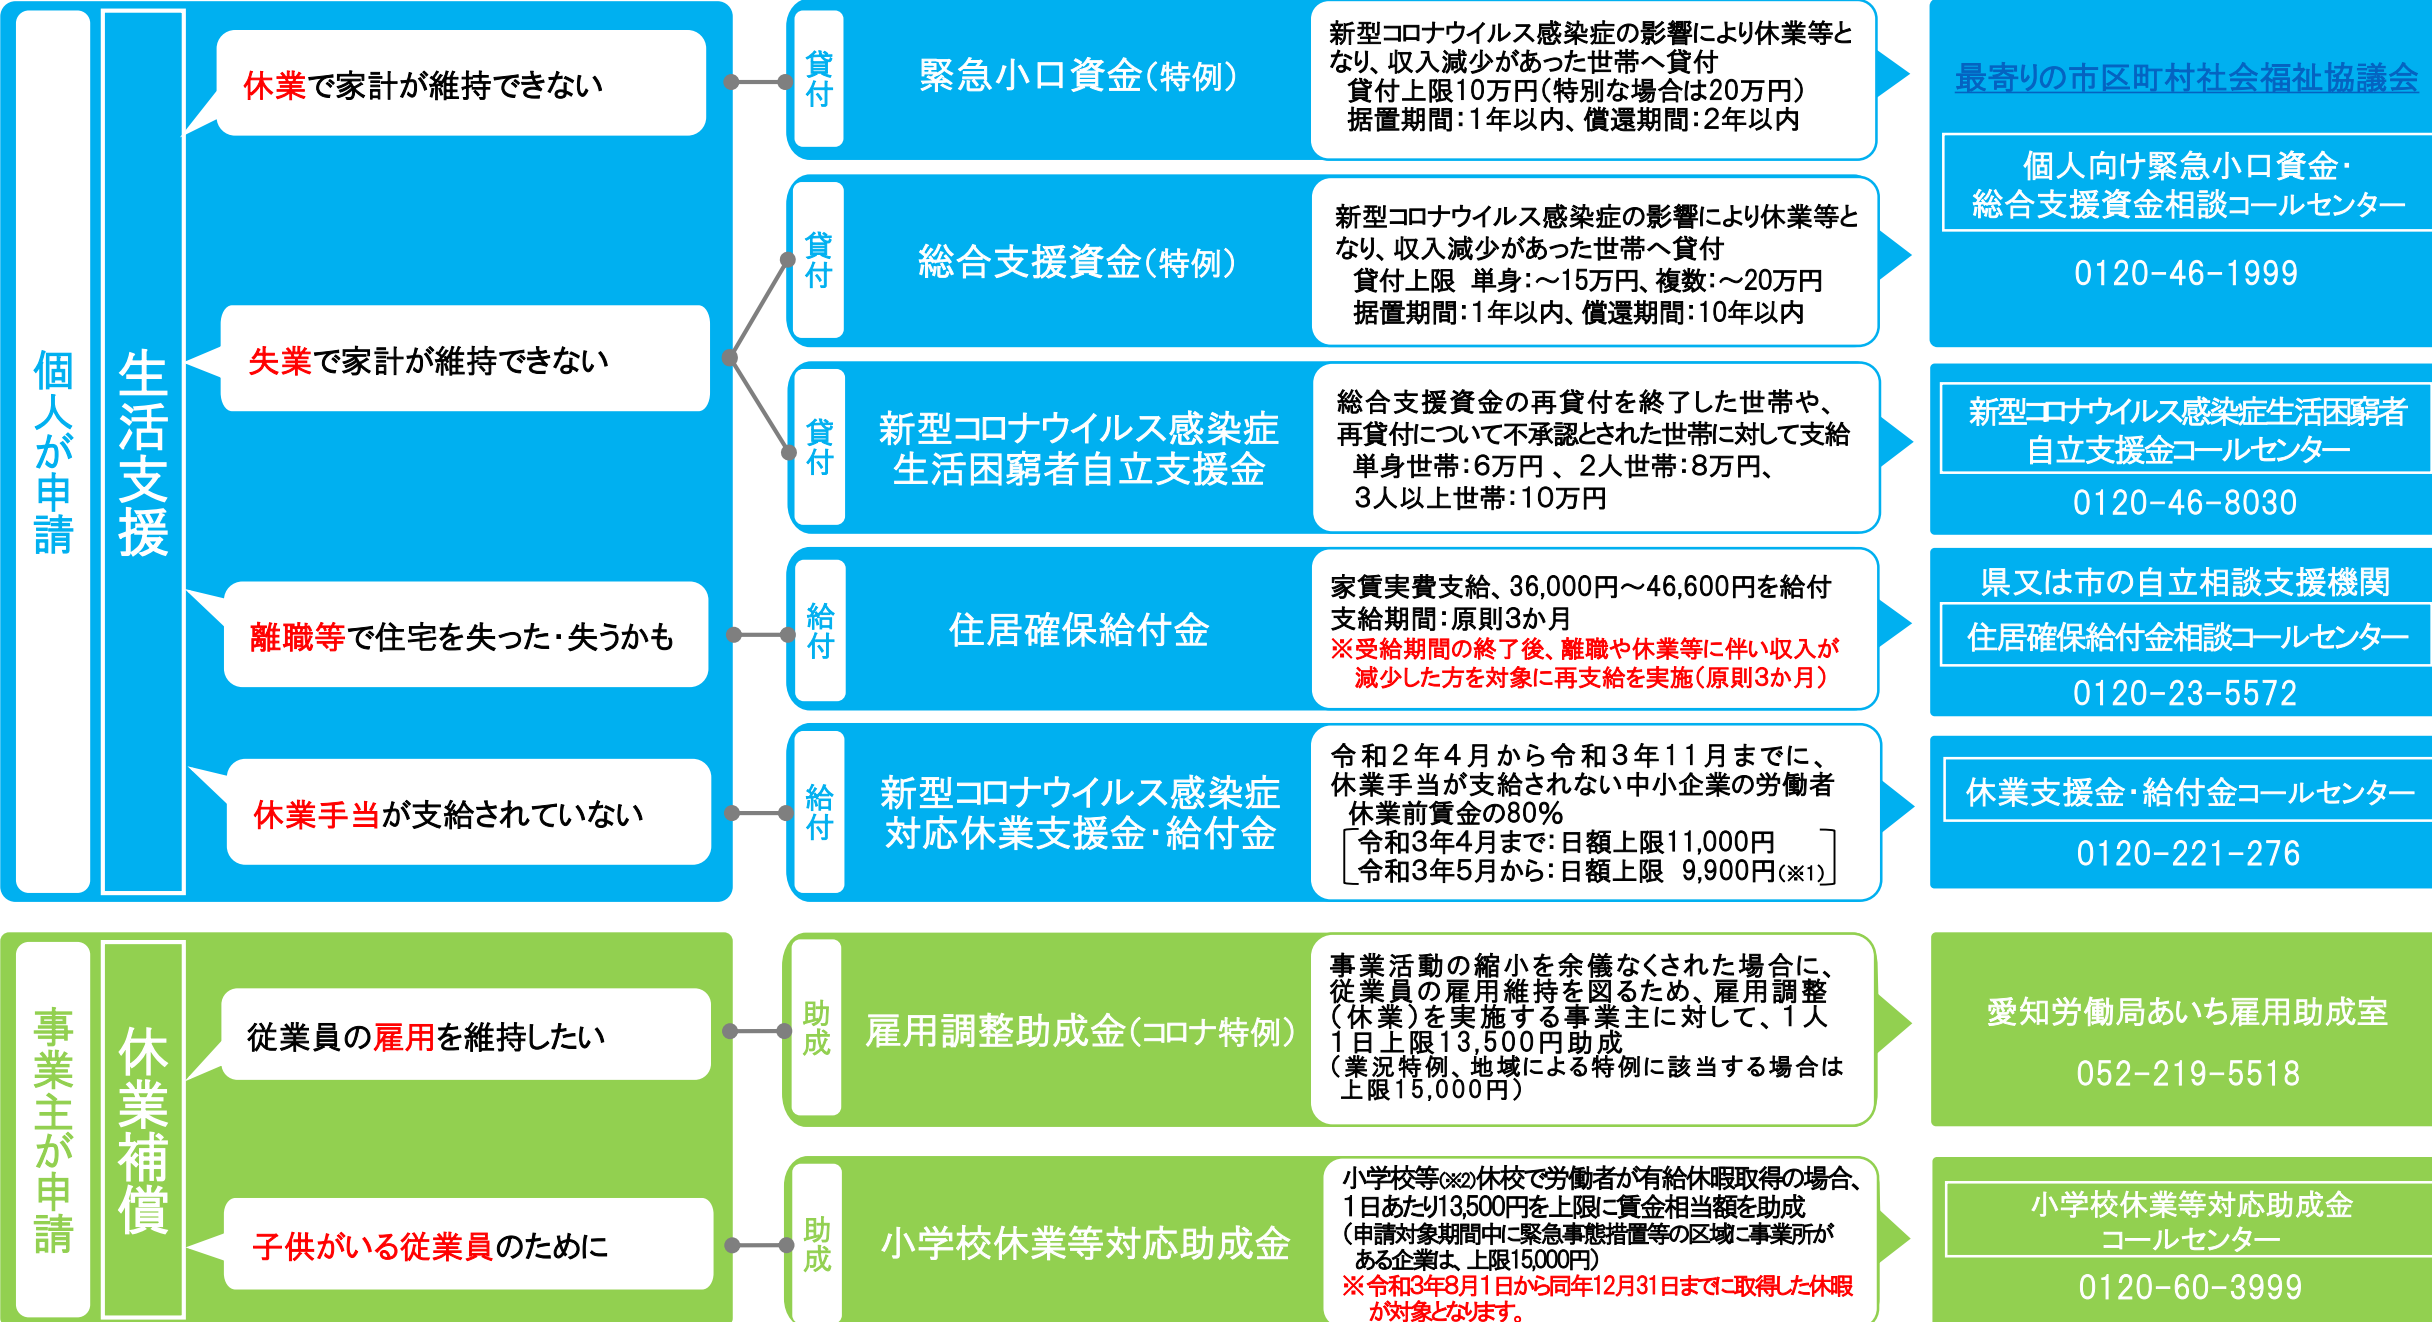 個人が申請
生活支援
休業で家計が維持できない
貸付
緊急小口資金（特例）
新型コロナウイルス感染症の影響により休業等と
なり、収入減少があった世帯へ貸付
貸付上限10万円（特別な場合は20万円）
据置期間：1年以内、償還期間：2年以内
最寄りの市区町村社会福祉協議会
個人向け緊急小口資金・
総合支援資金相談コールセンター
0120-46-1999
失業で家計が維持できない
貸付
総合支援資金（特例）
新型コロナウイルス感染症の影響により休業等と
なり、収入減少があった世帯へ貸付
貸付上限　単身：～15万円、複数：～20万円
据置期間：1年以内、償還期間：10年以内
貸付
新型コロナウイルス感染症
生活困窮者自立支援金
総合支援資金の再貸付を終了した世帯や、
再貸付について不承認とされた世帯に対して支給
単身世帯：6万円 、2人世帯：8万円、
3人以上世帯：10万円
新型コロナウイルス感染症生活困窮者
自立支援金コールセンター
0120-46-8030
離職等で住宅を失った・失うかも
給付
住居確保給付金
家賃実費支給、36,000円～46,600円を給付
支給期間：原則3か月
※受給期間の終了後、離職や休業等に伴い収入が
減少した方を対象に再支給を実施（原則3か月）
県又は市の自立相談支援機関
住居確保給付金相談コールセンター
0120-23-5572
休業手当が支給されていない
給付
新型コロナウイルス感染症
対応休業支援金・給付金
令和2年4月から令和3年11月までに、
休業手当が支給されない中小企業の労働者
休業前賃金の80%
令和3年4月まで：日額上限11,000円
令和3年5月から：日額上限　9,900円（※1）
休業支援金・給付金コールセンター
0120-221-276
事業主が申請
休業補償
従業員の雇用を維持したい
助成
雇用調整助成金（コロナ特例）
事業活動の縮小を余儀なくされた場合に、
従業員の雇用維持を図るため、雇用調整
（休業）を実施する事業主に対して、1人
1日上限13,500円助成
（業況特例、地域による特例に該当する場合は
上限15,000円）
愛知労働局あいち雇用助成室
052-219-5518
子供がいる従業員のために
助成
小学校休業等対応助成金
小学校等（※2）休校で労働者が有給休暇取得の場合、
1日あたり13,500円を上限に賃金相当額を助成
（申請対象期間中に緊急事態措置等の区域に事業所が
ある企業は、上限15,000円）
※令和3年8月1日から同年12月31日までに取得した休暇
が対象となります。
小学校休業等対応助成金
コールセンター
0120-60-3999